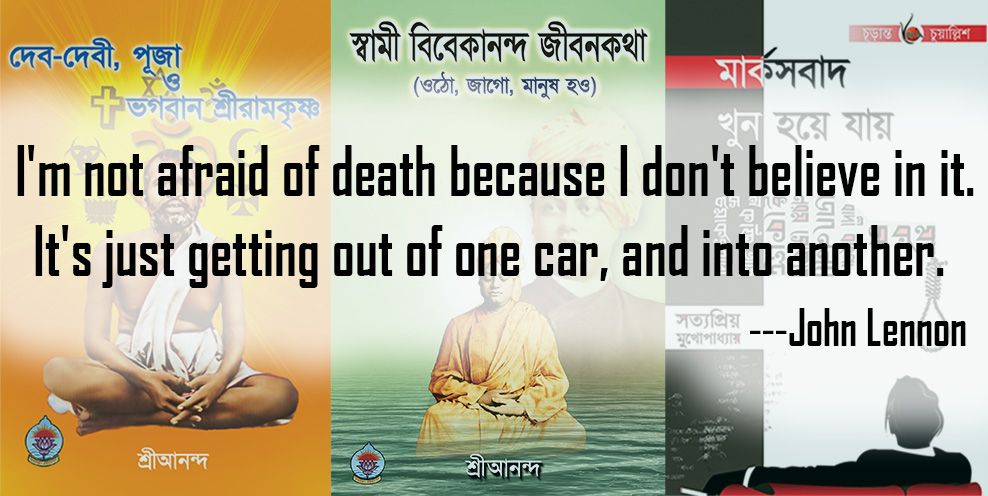 দেব-দেবী, পূজা
ও
ভগবান শ্রীরামকৃষ্ণ
স্বামী বিবেকানন্দ জীবনকথা
(ওঠো, জাগো, মানুষ হও)
চূড়ান্ত চুয়াল্লিশ
মার্কসবাদ
খুন হয়ে যায়
I'm not afraid of death because I don't believe in it.
It's just getting out of one car, and into another.
---John Lennon
সত্যপ্রিয়
মুখোপাধ্যায়
শ্রীআনন্দ
শ্রীআনন্দ